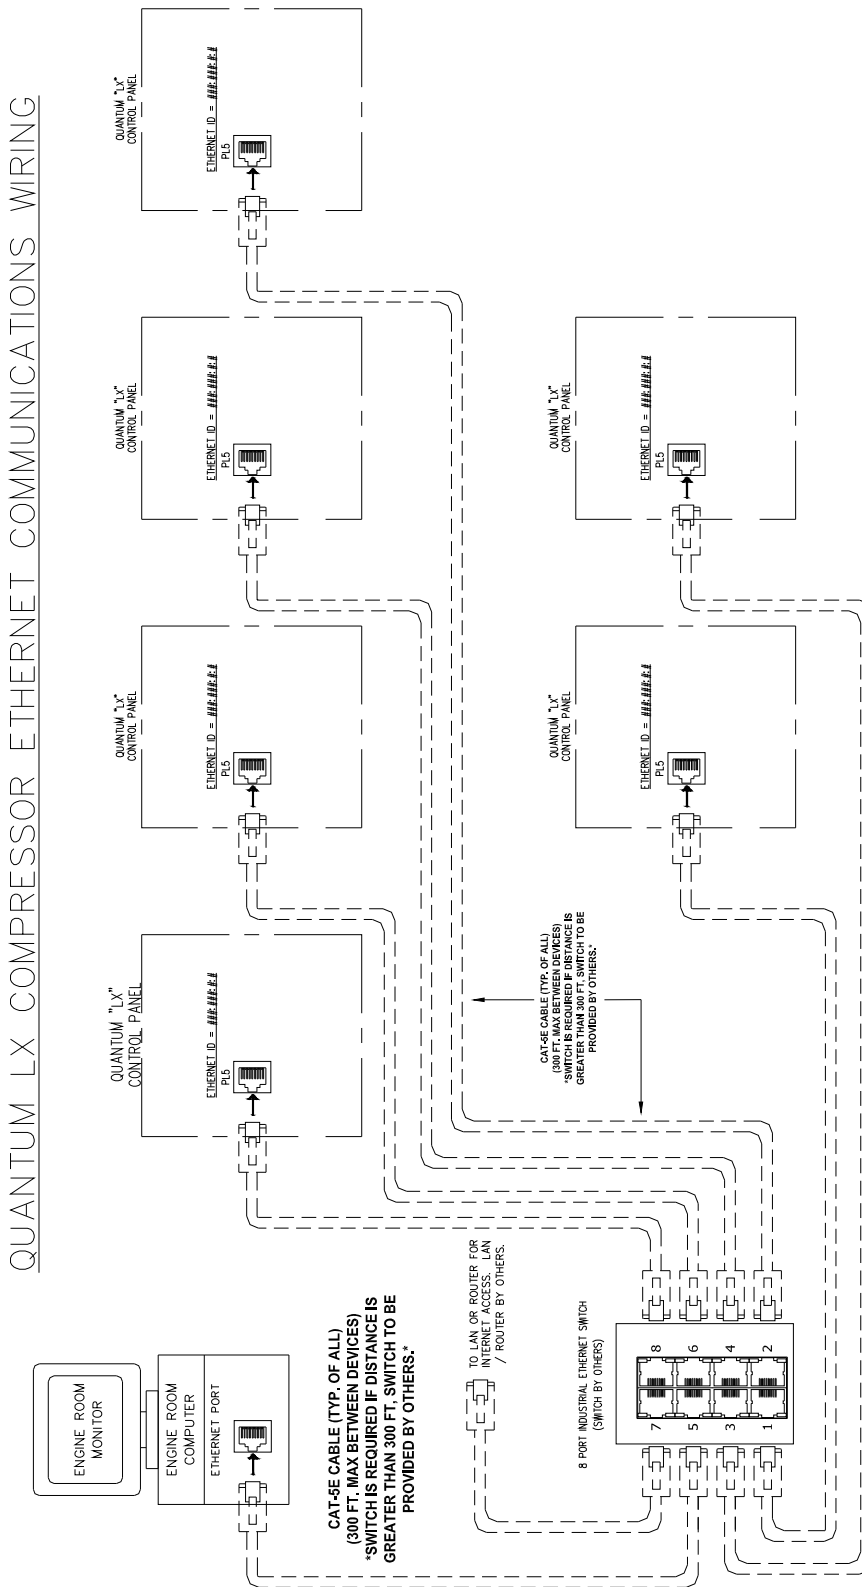 QUANTUM LX COMPRESSOR ETHERNET COMMUNICATIONS WIRING
ENGINE ROOM
MONITOR
ENGINE ROOM
COMPUTER
ETHERNET PORT
QUANTUM "LX"
CONTROL PANEL
ETHERNET ID = ###.###.#.#
PL5
QUANTUM "LX"
CONTROL PANEL
ETHERNET ID = ###.###.#.#
PL5
QUANTUM "LX"
CONTROL PANEL
ETHERNET ID = ###.###.#.#
PL5
QUANTUM "LX"
CONTROL PANEL
ETHERNET ID = ###.###.#.#
PL5
CAT-5E CABLE (TYP. OF ALL)
(300 FT. MAX BETWEEN DEVICES)
*SWITCH IS REQUIRED IF DISTANCE IS
GREATER THAN 300 FT, SWITCH TO BE
PROVIDED BY OTHERS.*
TO LAN OR ROUTER FOR
INTERNET ACCESS. LAN
/ ROUTER BY OTHERS.
CAT-5E CABLE (TYP. OF ALL)
(300 FT. MAX BETWEEN DEVICES)
*SWITCH IS REQUIRED IF DISTANCE IS
GREATER THAN 300 FT, SWITCH TO BE
PROVIDED BY OTHERS.*
8 PORT INDUSTRIAL ETHERNET SWITCH
(SWITCH BY OTHERS)
7 8
5 6
3 4
1 2
QUANTUM "LX"
CONTROL PANEL
ETHERNET ID = ###.###.#.#
PL5
QUANTUM "LX"
CONTROL PANEL
ETHERNET ID = ###.###.#.#
PL5